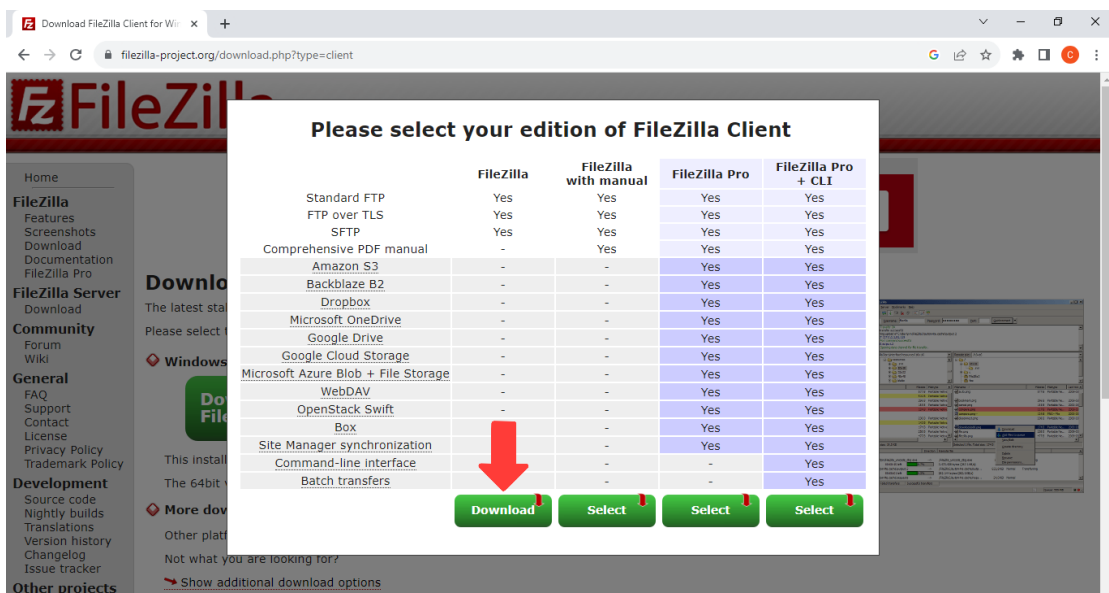 Download FileZilla Client for Wi
filezilla-project.org/download.php?type=client
C
FileZil
Please select your edition of FileZilla Client
FileZilla
FileZilla with manual
FileZilla Pro
FileZilla Pro + CLI
Standard FTP Yes Yes Yes Yes
FTP over TLS Yes Yes Yes Yes
SFTP Yes Yes Yes Yes
Comprehensive PDF manual - Yes Yes Yes
Amazon S3 - - Yes Yes
Backblaze B2 - - Yes Yes
Dropbox - - Yes Yes
Microsoft OneDrive - - Yes Yes
Google Drive - - Yes Yes
Google Cloud Storage - - Yes Yes
Microsoft Azure Blob + File Storage - - Yes Yes
WebDAV - - Yes Yes
OpenStack Swift - - Yes Yes
Box - Yes Yes
Site Manager synchronization - Yes Yes
Command-line interface - - Yes
Batch transfers - - Yes
Download Select Select Select
Home
FileZilla
Features
Screenshots
Download
Documentation
FileZilla Pro
FileZilla Server
Download
Community
Forum
Wiki
General
FAQ
Support
Contact
License
Privacy Policy
Trademark Policy
Development
Source code
Nightly builds
Translations
Version history
Changelog
Issue tracker
Other projects
Downlo
The latest sta
Please select
Windows
Do
File
This install
The 64bit
More dow
Other platf
Not what you are looking for?
Show additional download options